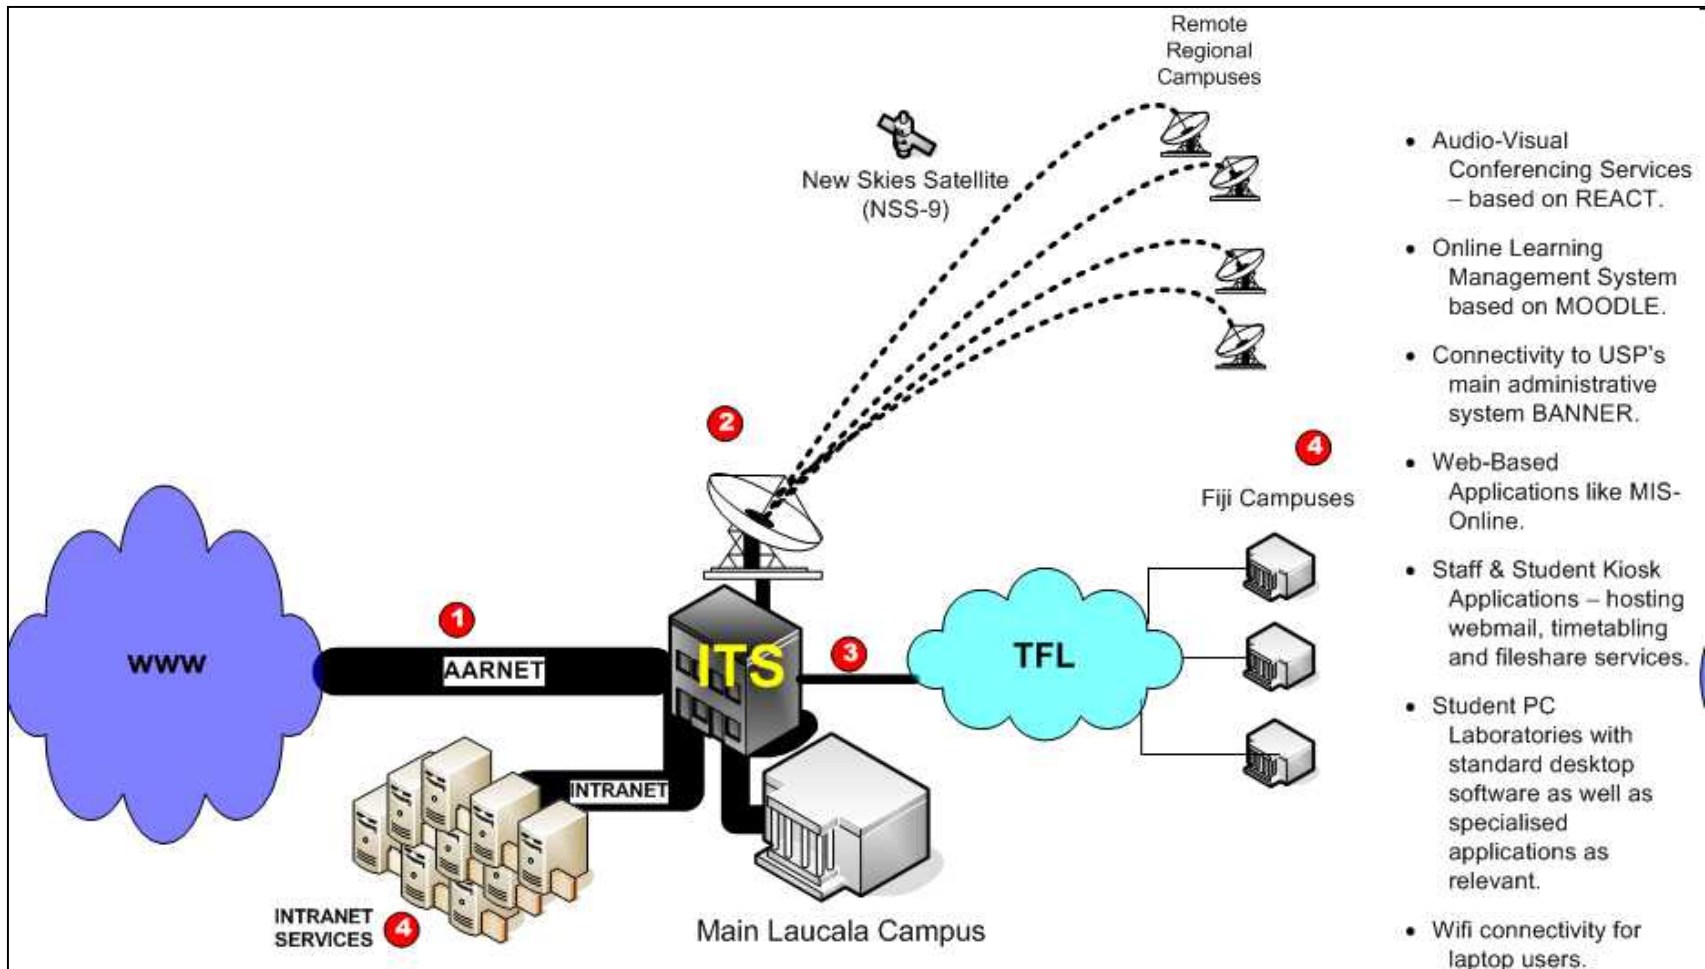 Remote
Regional
Campuses
New Skies Satellite
(NSS-9)
2
4
Fiji Campuses
1
www
AARNET
ITS
3
TFL
INTRANET
INTRANET
SERVICES
4
Main Laucala Campus
• Audio-Visual
Conferencing Services
– based on REACT.
• Online Learning
Management System
based on MOODLE.
• Connectivity to USP's
main administrative
system BANNER.
• Web-Based
Applications like MIS-
Online.
• Staff & Student Kiosk
Applications – hosting
webmail, timetabling
and fileshare services.
• Student PC
Laboratories with
standard desktop
software as well as
specialised
applications as
relevant.
• Wifi connectivity for
laptop users.